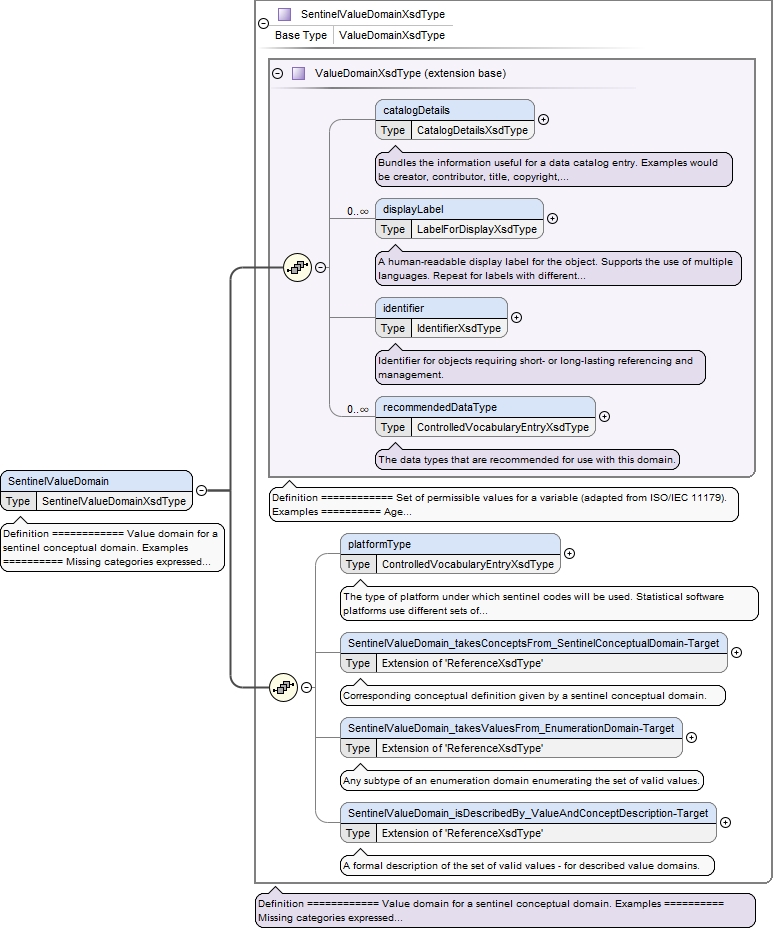 SentinelValueDomainXsdType
Base Type ValueDomainXsdType
ValueDomainXsdType (extension base)
catalogDetails
Type CatalogDetailsXsdType
Bundles the information useful for a data catalog entry. Examples would
be creator, contributor, title, copyright,...
0..∞
displayLabel
Type LabelForDisplayXsdType
A human-readable display label for the object. Supports the use of multiple
languages. Repeat for labels with different...
identifier
Type IdentifierXsdType
Identifier for objects requiring short- or long-lasting referencing and
management.
0..∞
recommendedDataType
Type ControlledVocabularyEntryXsdType
The data types that are recommended for use with this domain.
SentinelValueDomain
Type SentinelValueDomainXsdType
Definition ============ Value domain for a
sentinel conceptual domain. Examples
========== Missing categories expressed...
Definition ============ Set of permissible values for a variable (adapted from ISO/IEC 11179).
Examples ========== Age...
platformType
Type ControlledVocabularyEntryXsdType
The type of platform under which sentinel codes will be used. Statistical software
platforms use different sets of...
SentinelValueDomain_takesConceptsFrom_SentinelConceptualDomain-Target
Type Extension of 'ReferenceXsdType'
Corresponding conceptual definition given by a sentinel conceptual domain.
SentinelValueDomain_takesValuesFrom_EnumerationDomain-Target
Type Extension of 'ReferenceXsdType'
Any subtype of an enumeration domain enumerating the set of valid values.
SentinelValueDomain_isDescribedBy_ValueAndConceptDescription-Target
Type Extension of 'ReferenceXsdType'
A formal description of the set of valid values - for described value domains.
Definition ============ Value domain for a sentinel conceptual domain. Examples ==========
Missing categories expressed...